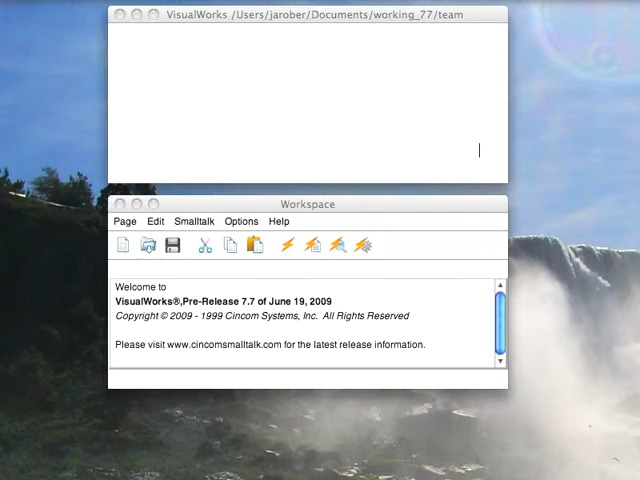 VisualWorks /Users/jarober/Documents/working_77/team
Workspace
Page Edit Smalltalk Options Help
Welcome to
VisualWorks®,Pre-Release 7.7 of June 19, 2009
Copyright © 2009 - 1999 Cincom Systems, Inc. All Rights Reserved
Please visit www.cincomsmalltalk.com for the latest release information.